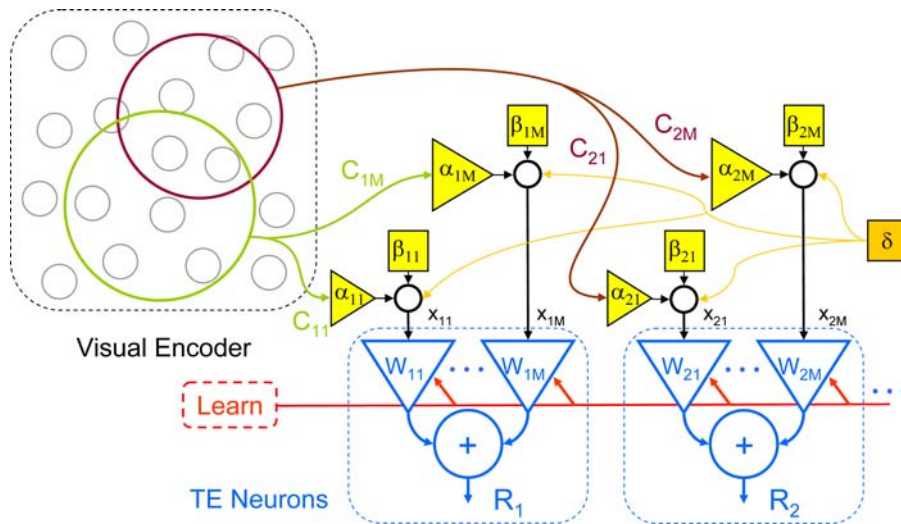 β1M
β2M
C2M
C21
C1M
α1M
α2M
δ
β11
β21
α11
α21
C11
x11
x1M
x21
x2M
Visual Encoder
W11
...
W1M
W21
...
W2M
...
Learn
+
+
TE Neurons
R1
R2